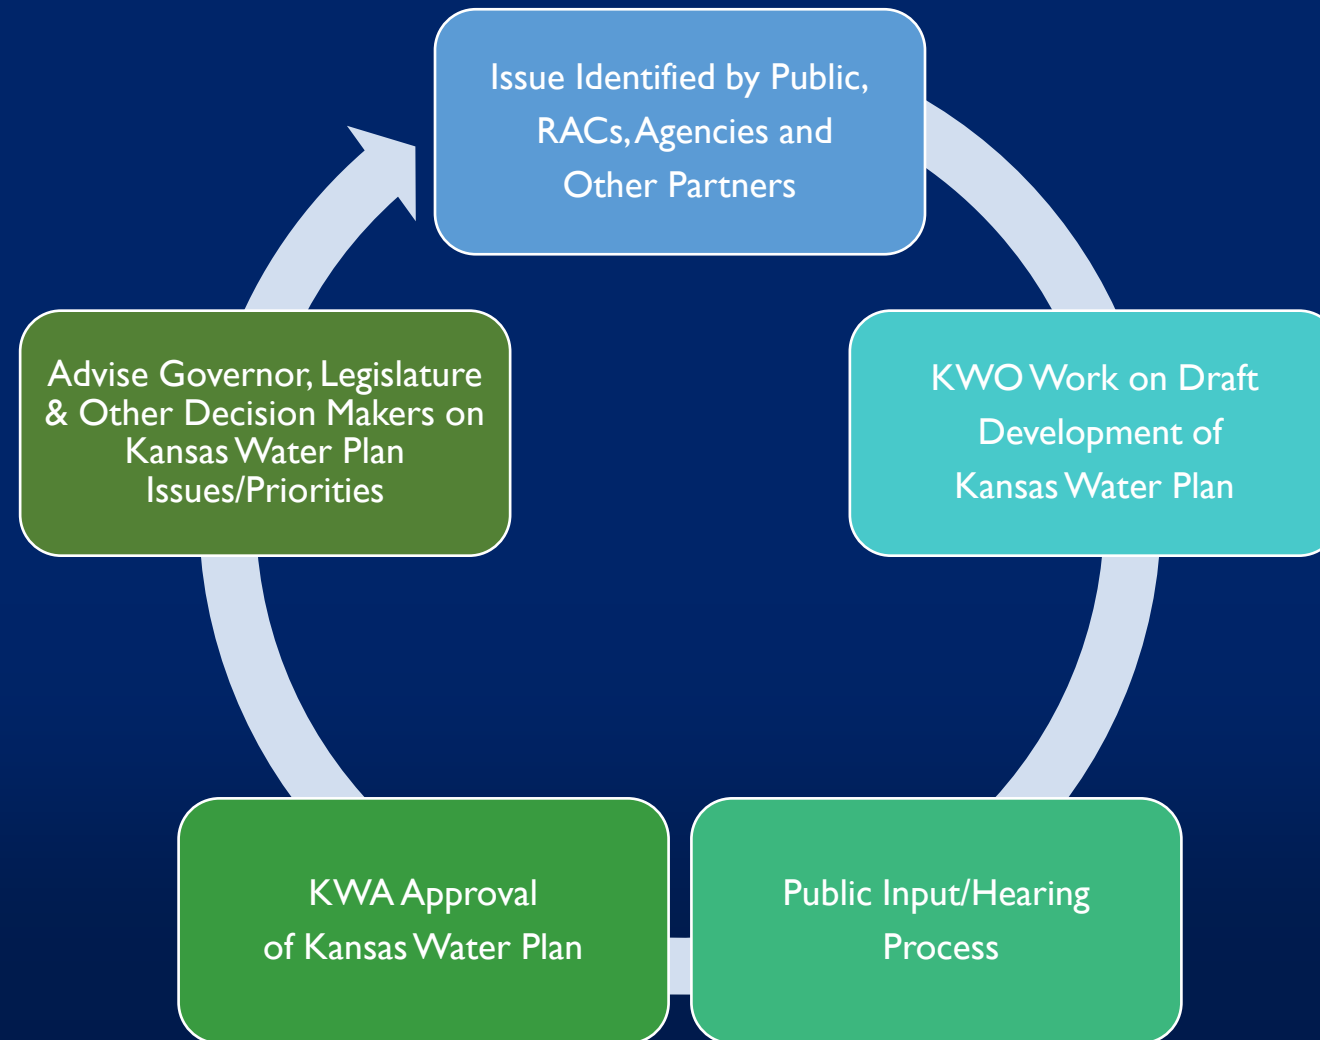 Issue Identified by Public,
RACs, Agencies and
Other Partners
KWO Work on Draft
Development of
Kansas Water Plan
Public Input/Hearing
Process
KWA Approval
of Kansas Water Plan
Advise Governor, Legislature
& Other Decision Makers on
Kansas Water Plan
Issues/Priorities